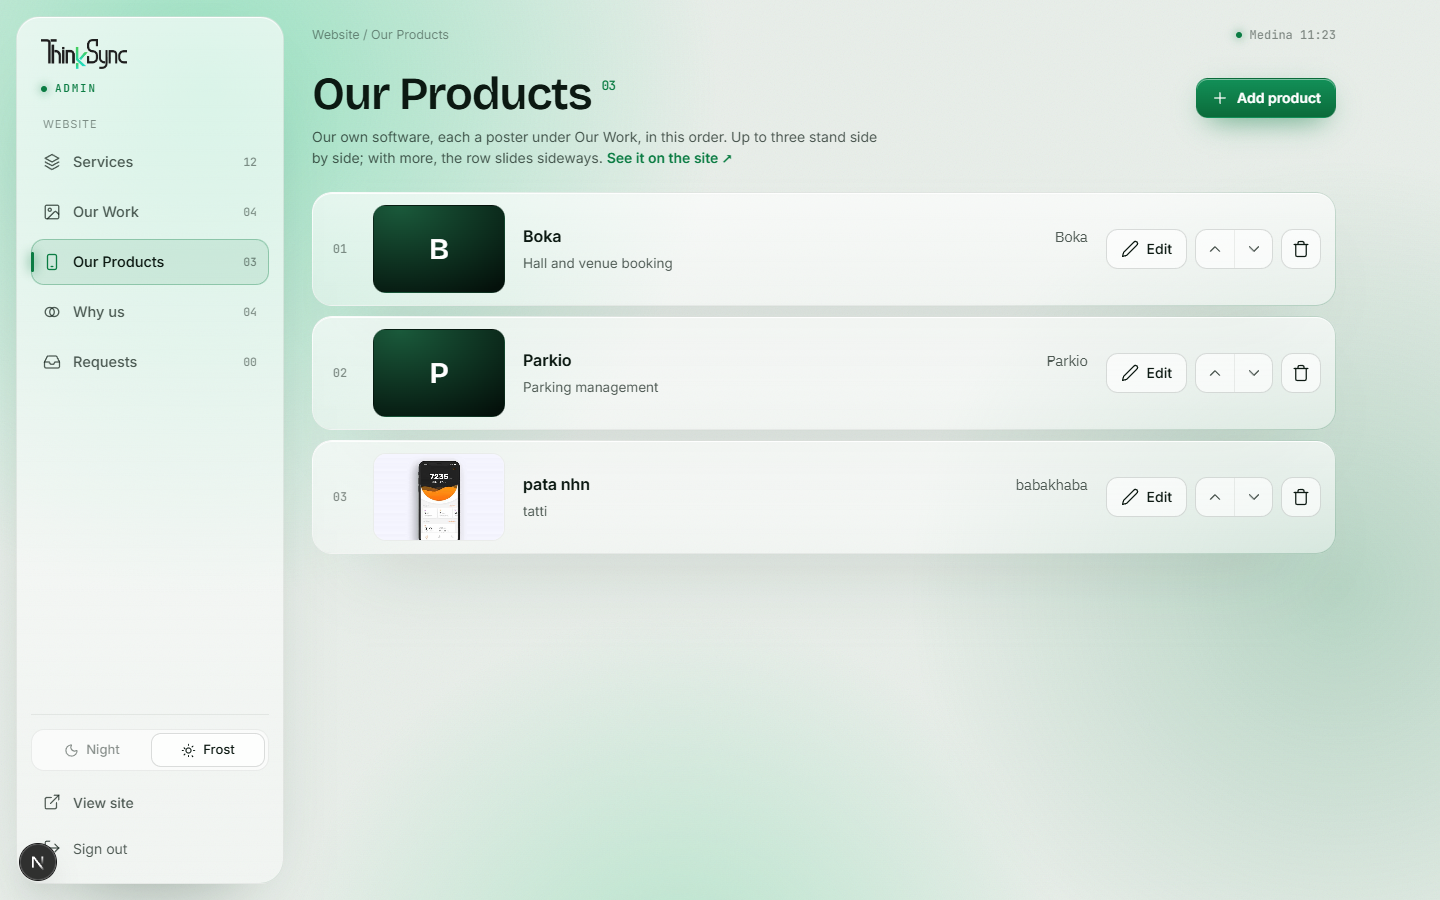 ThinkSync
ADMIN
WEBSITE
Services 12
Our Work 04
Our Products 03
Why us 04
Requests 00
Night Frost
View site
Sign out
N
Website / Our Products
Medina 11:23
Our Products 03
Add product
Our own software, each a poster under Our Work, in this order. Up to three stand side
by side; with more, the row slides sideways. See it on the site ↗
01 B Boka Boka Edit
Hall and venue booking
02 P Parkio Parkio Edit
Parking management
03 7235 pata nhn babakhaba Edit
tatti